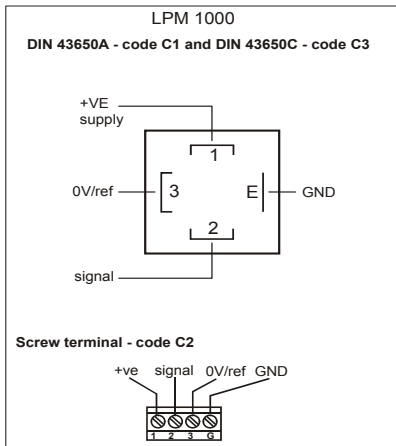 LPM 1000
DIN 43650A - code C1 and DIN 43650C - code C3
+VE
supply
1
0V/ref
3
E
GND
2
signal
Screw terminal - code C2
+ve signal 0V/ref GND
1 2 3 G